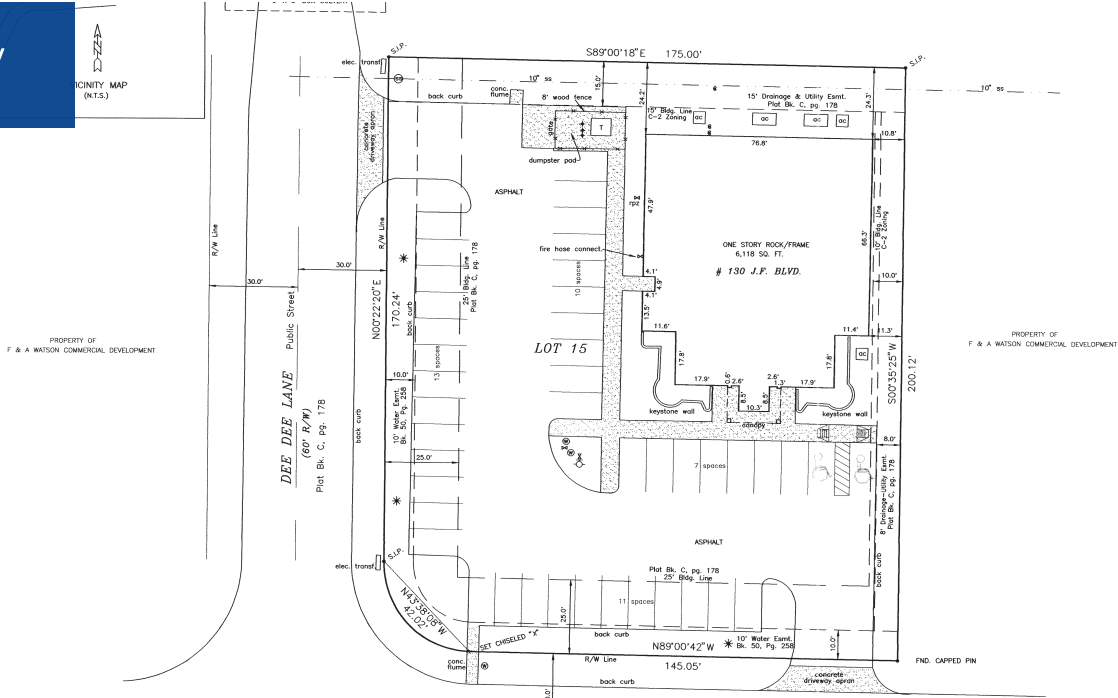 VICINITY MAP
(N.T.S.)
elec. transf.
S.I.P.
S89°00'18"E 175.00'
S.I.P.
10" ss
10" ss
back curb
conc.
flume
8' wood fence
15.0'
24.2'
15' Drainage & Utility Esmt.
Plat Bk. C, pg. 178
24.3'
15' Bldg. Line
C-2 Zoning
ac
ac
ac
ac
gate
T
dumpster pad
76.8'
10.8'
concrete
driveway apron
ASPHALT
rpz
47.9'
R/W Line
R/W Line
fire hose connect.
ONE STORY ROCK/FRAME
6,118 SQ. FT.
# 130 J.F. BLVD.
66.3'
10' Bldg. Line
C-2 Zoning
30.0'
30.0'
N00°22'20"E
170.24'
back curb
25' Bldg. Line
Plat Bk. C, pg. 178
10 spaces
4.1'
4.9'
4.1'
13.5'
10.0'
PROPERTY OF
F & A WATSON COMMERCIAL DEVELOPMENT
DEE DEE LANE Public Street
(60' R/W)
Plat Bk. C, pg. 178
13 spaces
LOT 15
11.6'
11.4'
11.3'
17.8'
17.8'
ac
PROPERTY OF
F & A WATSON COMMERCIAL DEVELOPMENT
S00°35'25"W
200.12'
10.0'
17.9'
0.6'
2.6'
2.6'
1.3'
17.9'
8.5'
8.5'
10.3'
keystone wall
canopy
keystone wall
back curb
10' Water Esmt.
Bk. 50, Pg. 258
8.0'
25.0'
7 spaces
8' Drainage-Utility Esmt.
Plat Bk. C, pg. 178
ASPHALT
elec. transf.
S.I.P.
Plat Bk. C, pg. 178
25' Bldg. Line
back curb
N43°38'08"W
42.02'
11 spaces
25.0'
SET CHISELED "X"
back curb
N89°00'42"W
10' Water Esmt.
Bk. 50, Pg. 258
10.0'
conc.
flume
R/W Line
145.05'
FND. CAPPED PIN
back curb
concrete
driveway apron